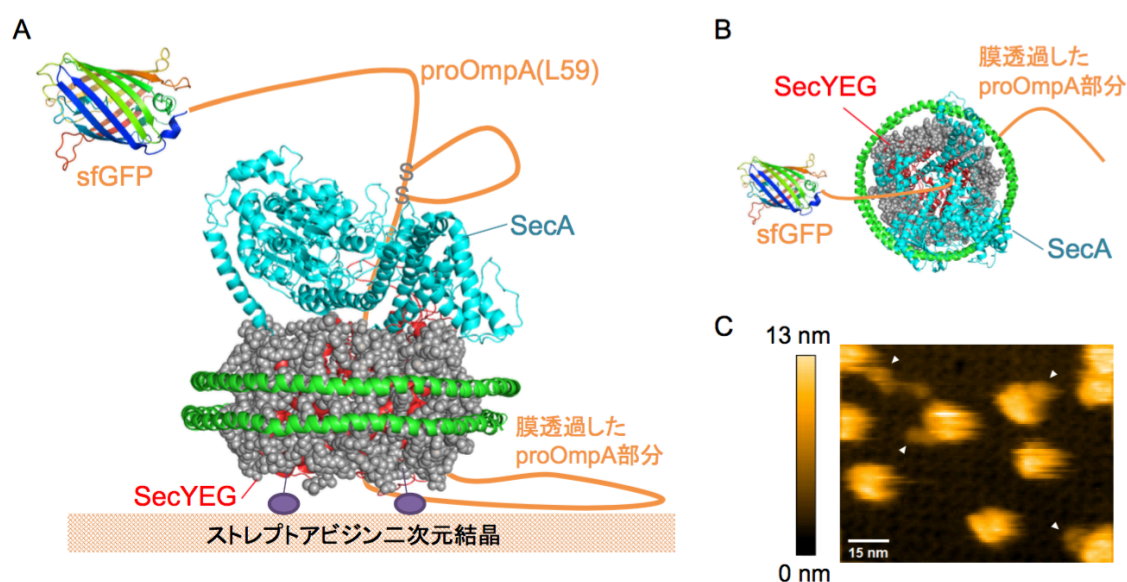 A
proOmpA(L59)
sfGFP
S
S
SecA
膜透過した
proOmpA部分
SecYEG
ストレプトアビジン二次元結晶
B
膜透過した
proOmpA部分
SecYEG
sfGFP
SecA
C
13 nm
15 nm
0 nm